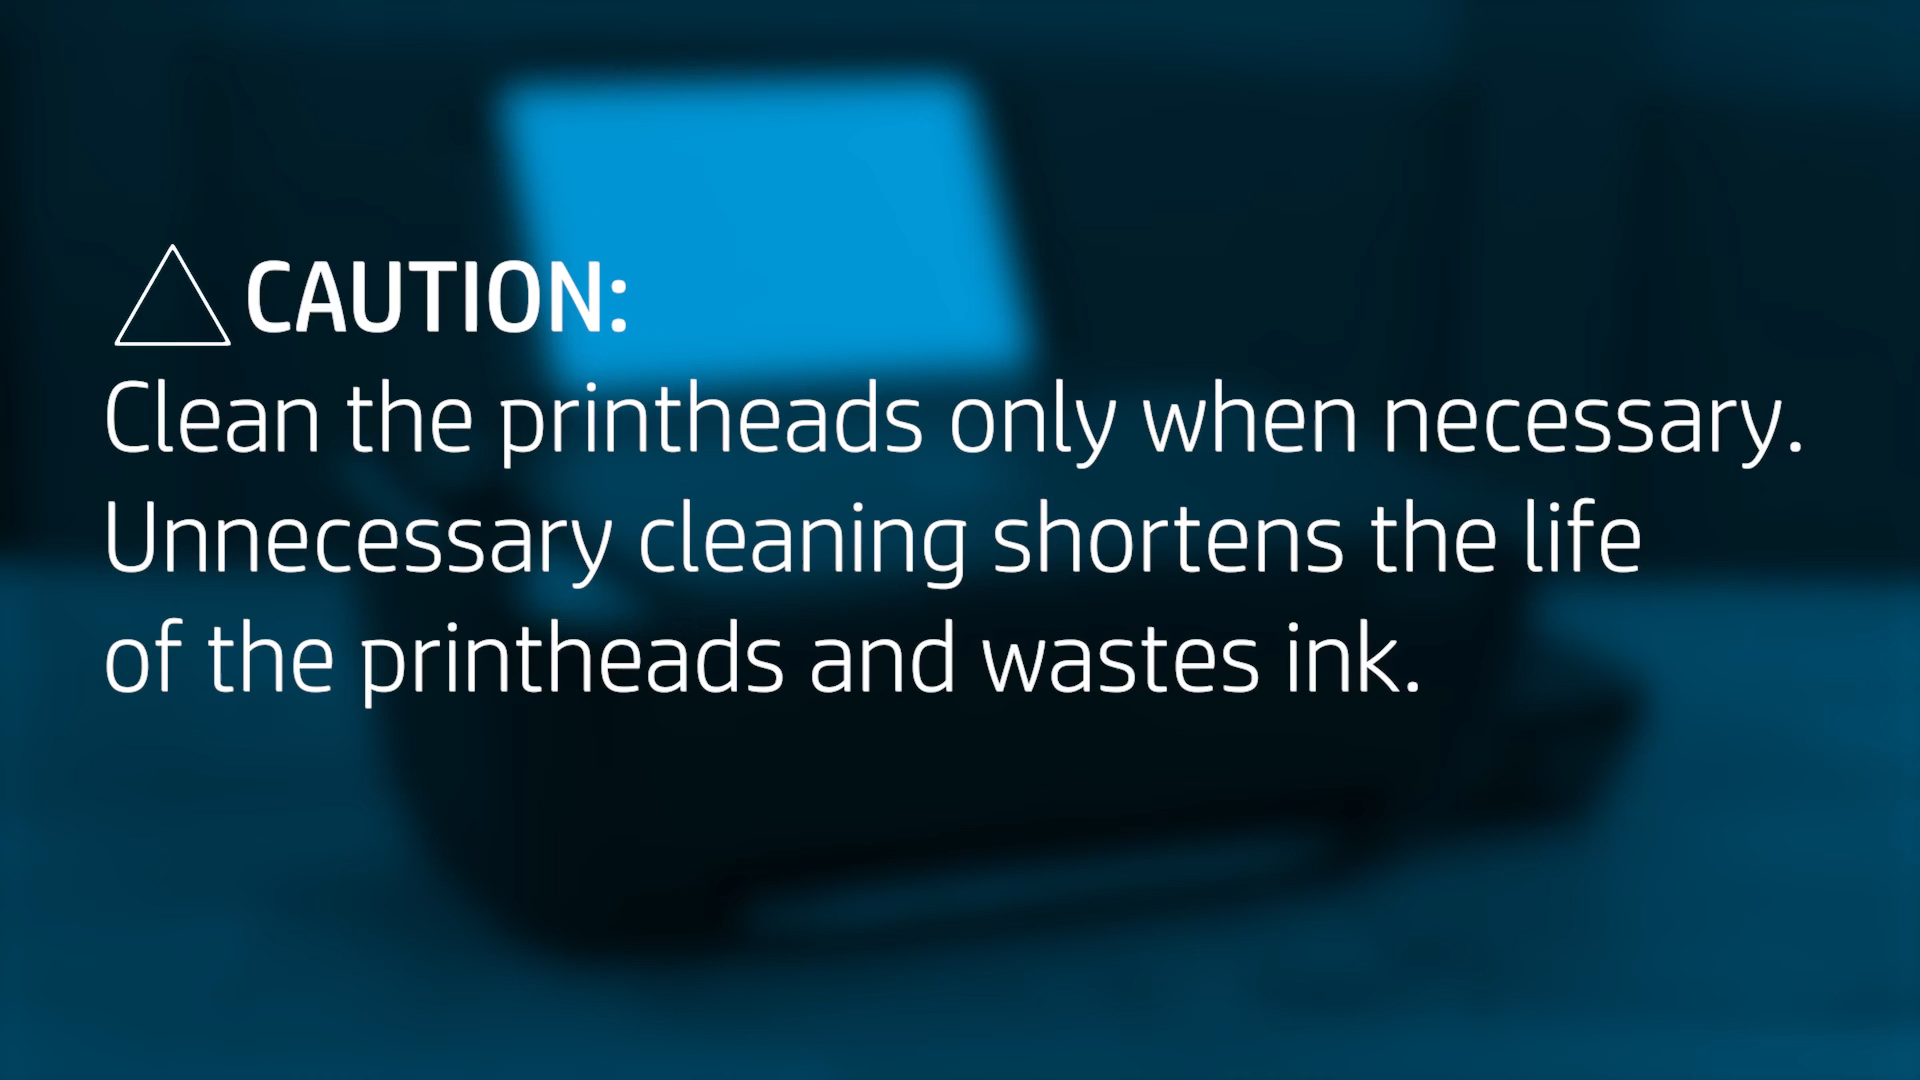 CAUTION:
Clean the printheads only when necessary.
Unnecessary cleaning shortens the life
of the printheads and wastes ink.